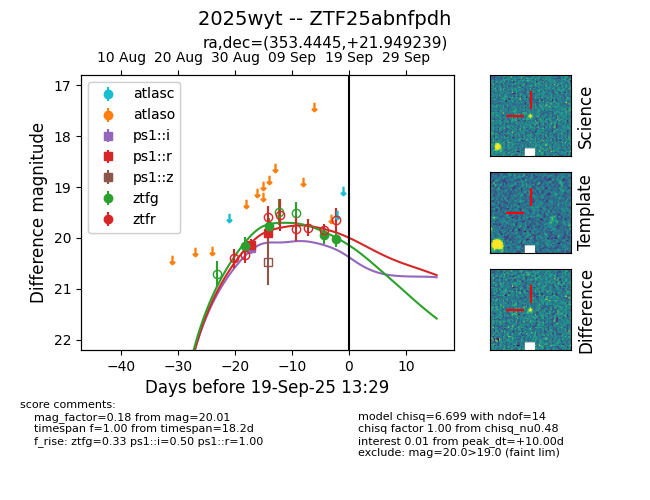 2025wyt -- ZTF25abnfpdh
ra,dec=(353.4445,+21.949239)
10 Aug 20 Aug 30 Aug 09 Sep 19 Sep 29 Sep
atlasc
atlaso
ps1::i
ps1::r
ps1::z
ztfg
ztfr
17
18
19
20
21
22
Difference magnitude
−40 −30 −20 −10 0 10
Days before 19-Sep-25 13:29
Science
Template
Difference
score comments:
mag_factor=0.18 from mag=20.01
timespan f=1.00 from timespan=18.2d
f_rise: ztfg=0.33 ps1::i=0.50 ps1::r=1.00
model chisq=6.699 with ndof=14
chisq factor 1.00 from chisq_nu0.48
interest 0.01 from peak_dt=+10.00d
exclude: mag=20.0>19.0 (faint lim)